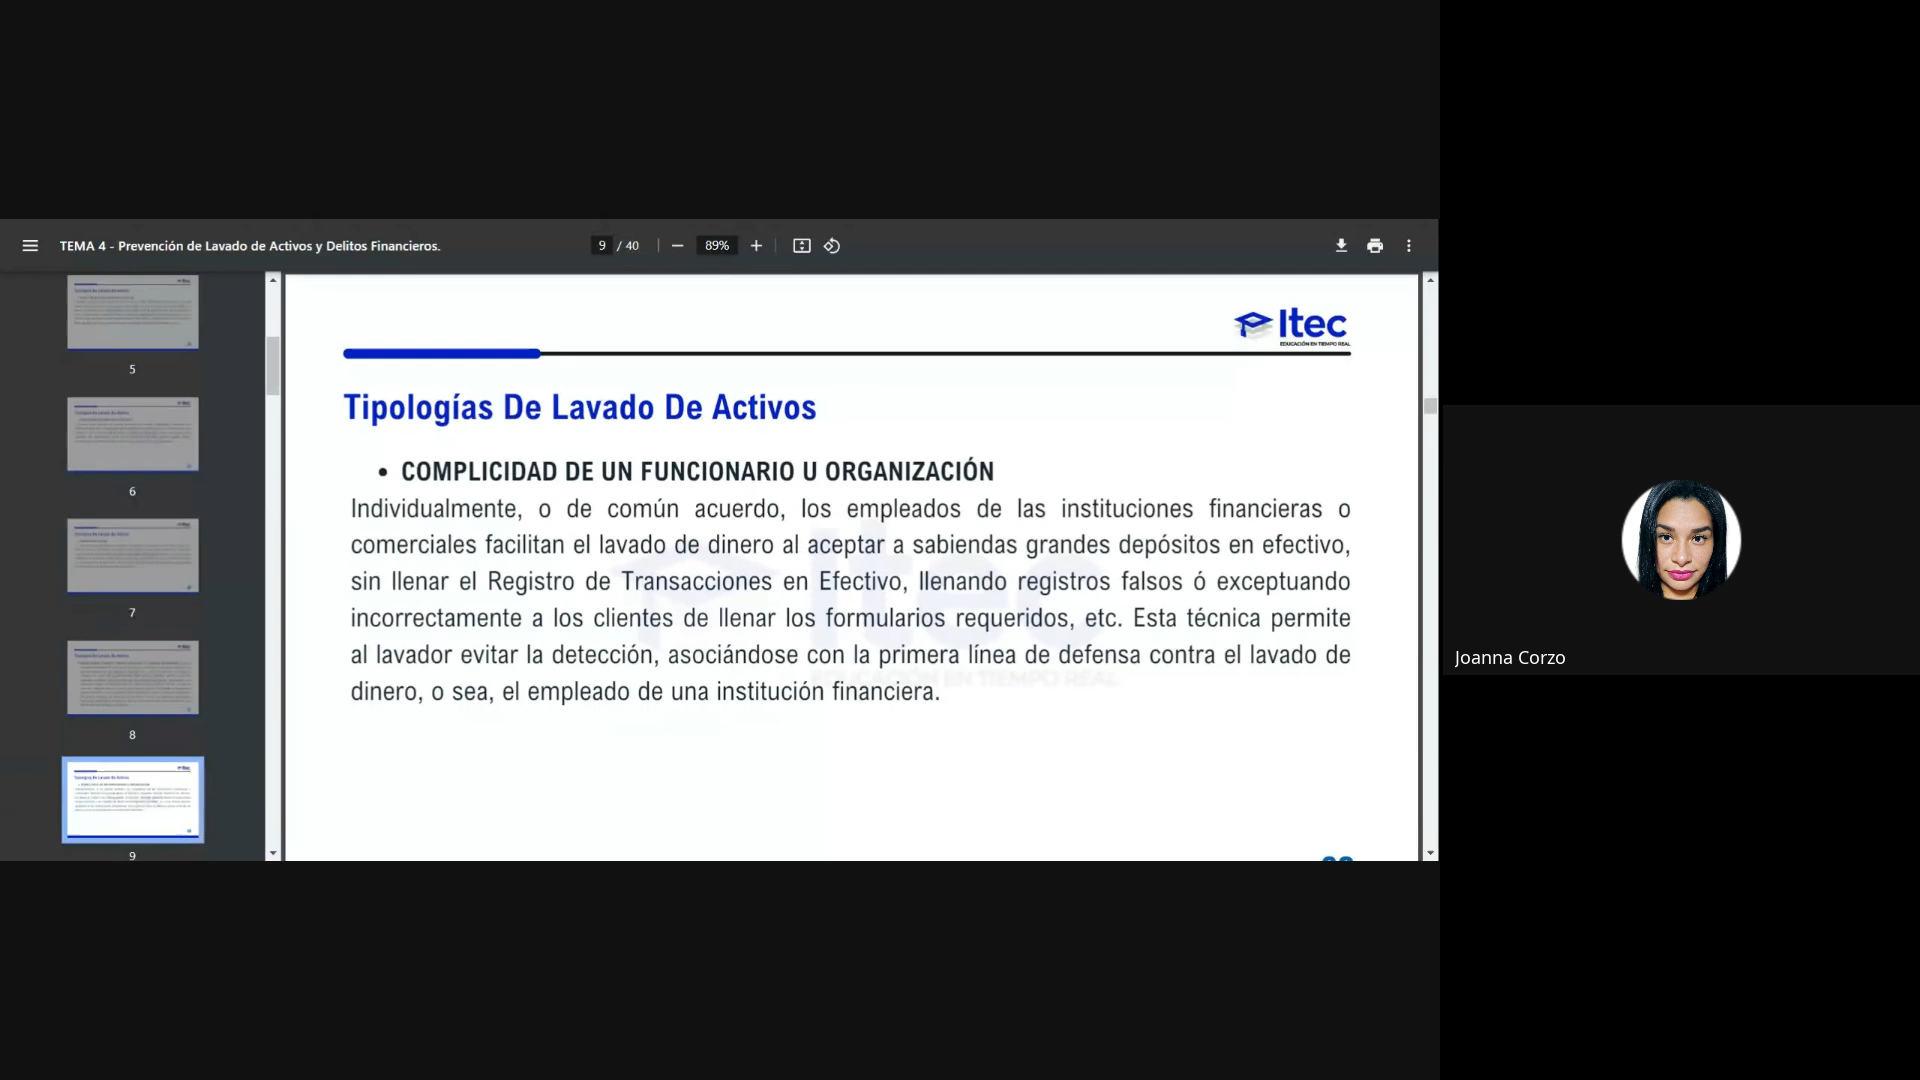 TEMA 4 - Prevención de Lavado de Activos y Delitos Financieros.
9 / 40
89%
5
6
7
8
9
Itec
EDUCACIÓN EN TIEMPO REAL
Tipologías De Lavado De Activos
• COMPLICIDAD DE UN FUNCIONARIO U ORGANIZACIÓN
Individualmente, o de común acuerdo, los empleados de las instituciones financieras o
comerciales facilitan el lavado de dinero al aceptar a sabiendas grandes depósitos en efectivo,
sin llenar el Registro de Transacciones en Efectivo, llenando registros falsos ó exceptuando
incorrectamente a los clientes de llenar los formularios requeridos, etc. Esta técnica permite
al lavador evitar la detección, asociándose con la primera línea de defensa contra el lavado de
dinero, o sea, el empleado de una institución financiera.
Joanna Corzo